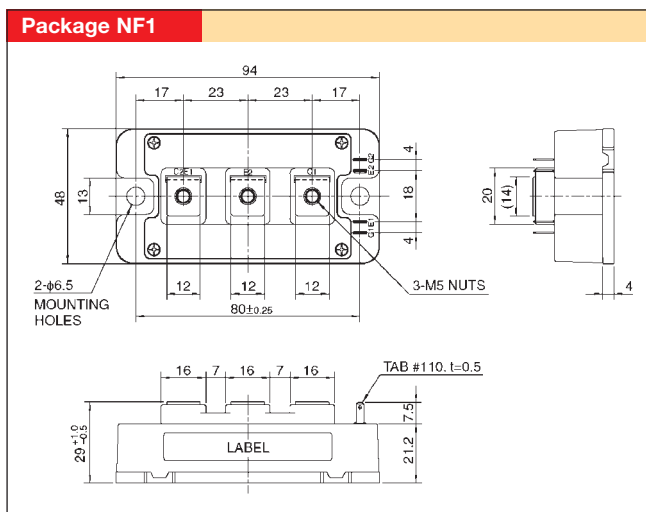 Package NF1
94
17 23 23 17
4
C2E1 E2 C1
E2 G2
48
13
18
20
(14)
G1E1
4
2-ϕ6.5
MOUNTING
HOLES
12 12 12
3-M5 NUTS
80±0.25
4
16 7 16 7 16
TAB #110. t=0.5
7.5
29 +1.0 −0.5
LABEL
21.2